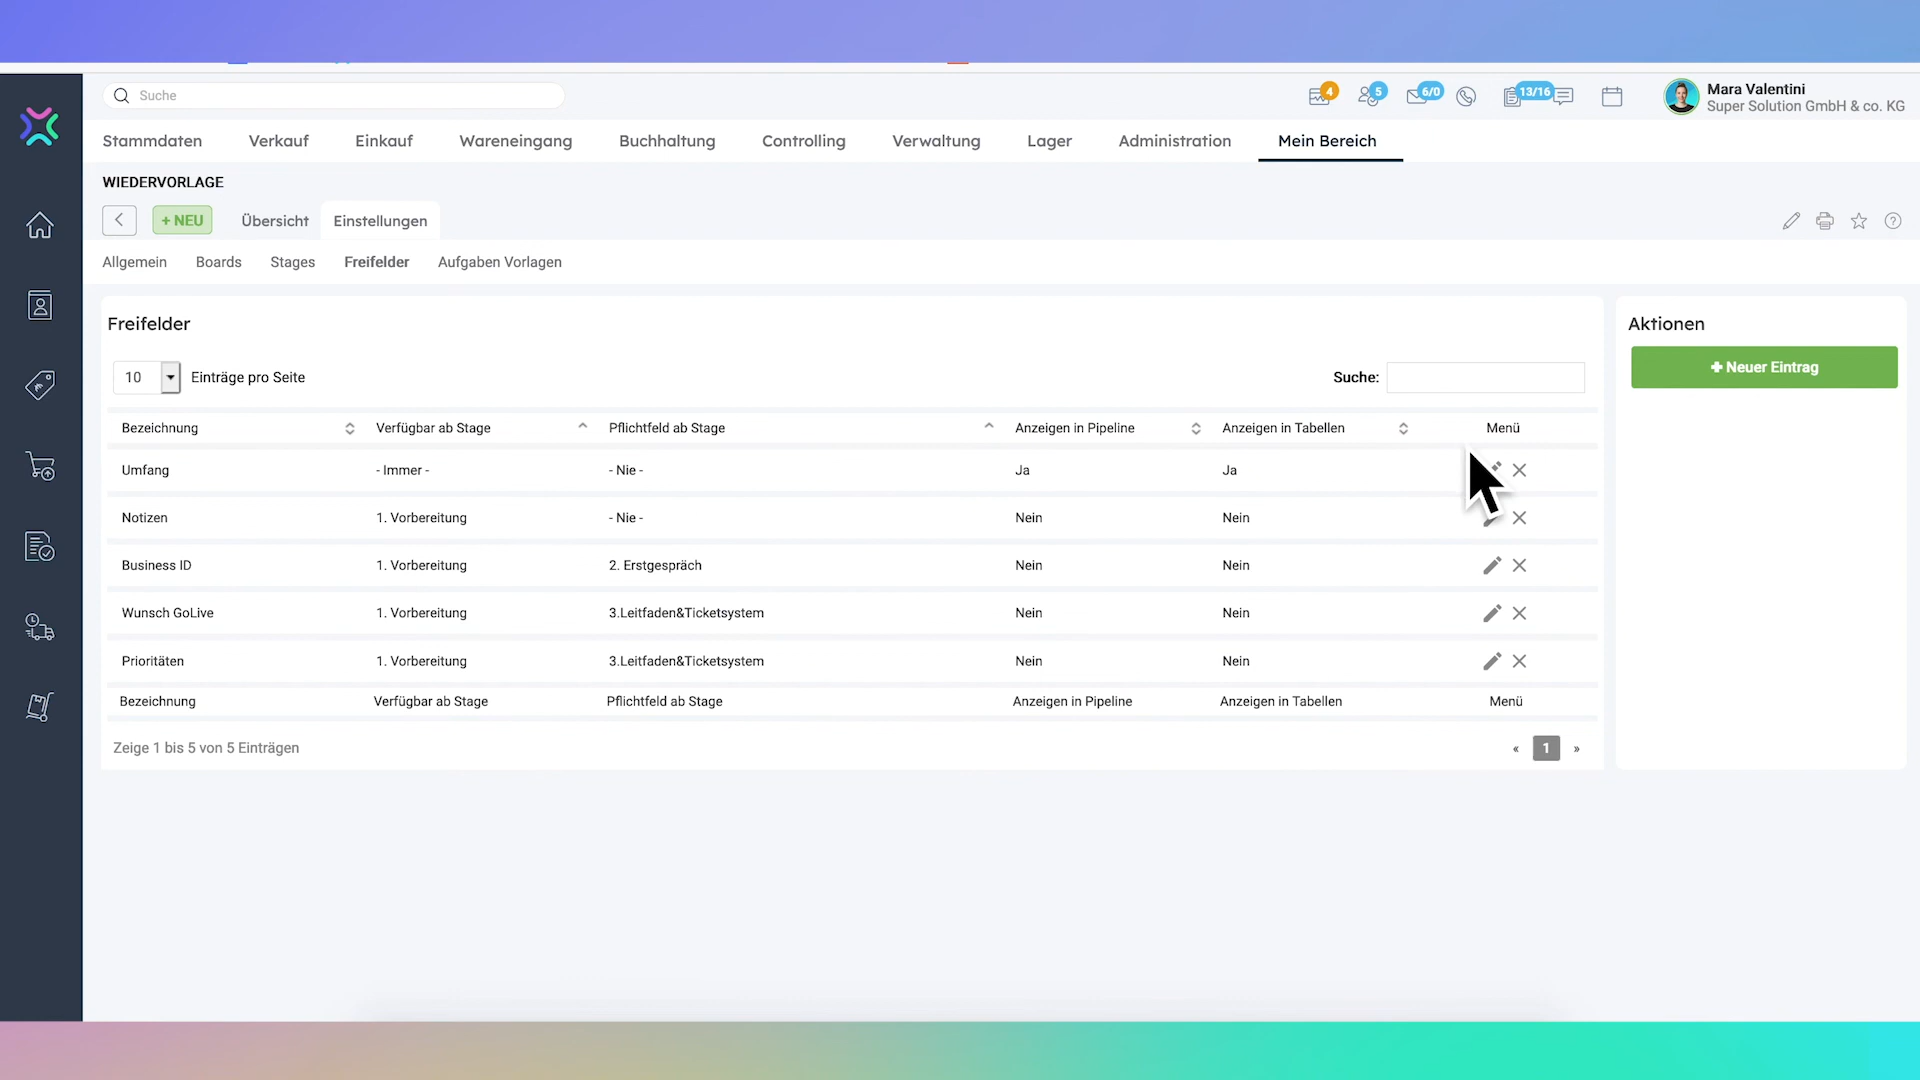 Suche
4
5
6/0
13/16
Mara Valentini
Super Solution GmbH & co. KG
Stammdaten Verkauf Einkauf Wareneingang Buchhaltung Controlling Verwaltung Lager Administration Mein Bereich
WIEDERVORLAGE
+ NEU Übersicht Einstellungen
Allgemein Boards Stages Freifelder Aufgaben Vorlagen
Freifelder
Aktionen
Neuer Eintrag
10 Einträge pro Seite Suche:
Bezeichnung Verfügbar ab Stage Pflichtfeld ab Stage Anzeigen in Pipeline Anzeigen in Tabellen Menü
Umfang - Immer - - Nie - Ja Ja
Notizen 1. Vorbereitung - Nie - Nein Nein
Business ID 1. Vorbereitung 2. Erstgespräch Nein Nein
Wunsch GoLive 1. Vorbereitung 3.Leitfaden&Ticketsystem Nein Nein
Prioritäten 1. Vorbereitung 3.Leitfaden&Ticketsystem Nein Nein
Bezeichnung Verfügbar ab Stage Pflichtfeld ab Stage Anzeigen in Pipeline Anzeigen in Tabellen Menü
Zeige 1 bis 5 von 5 Einträgen « 1 »